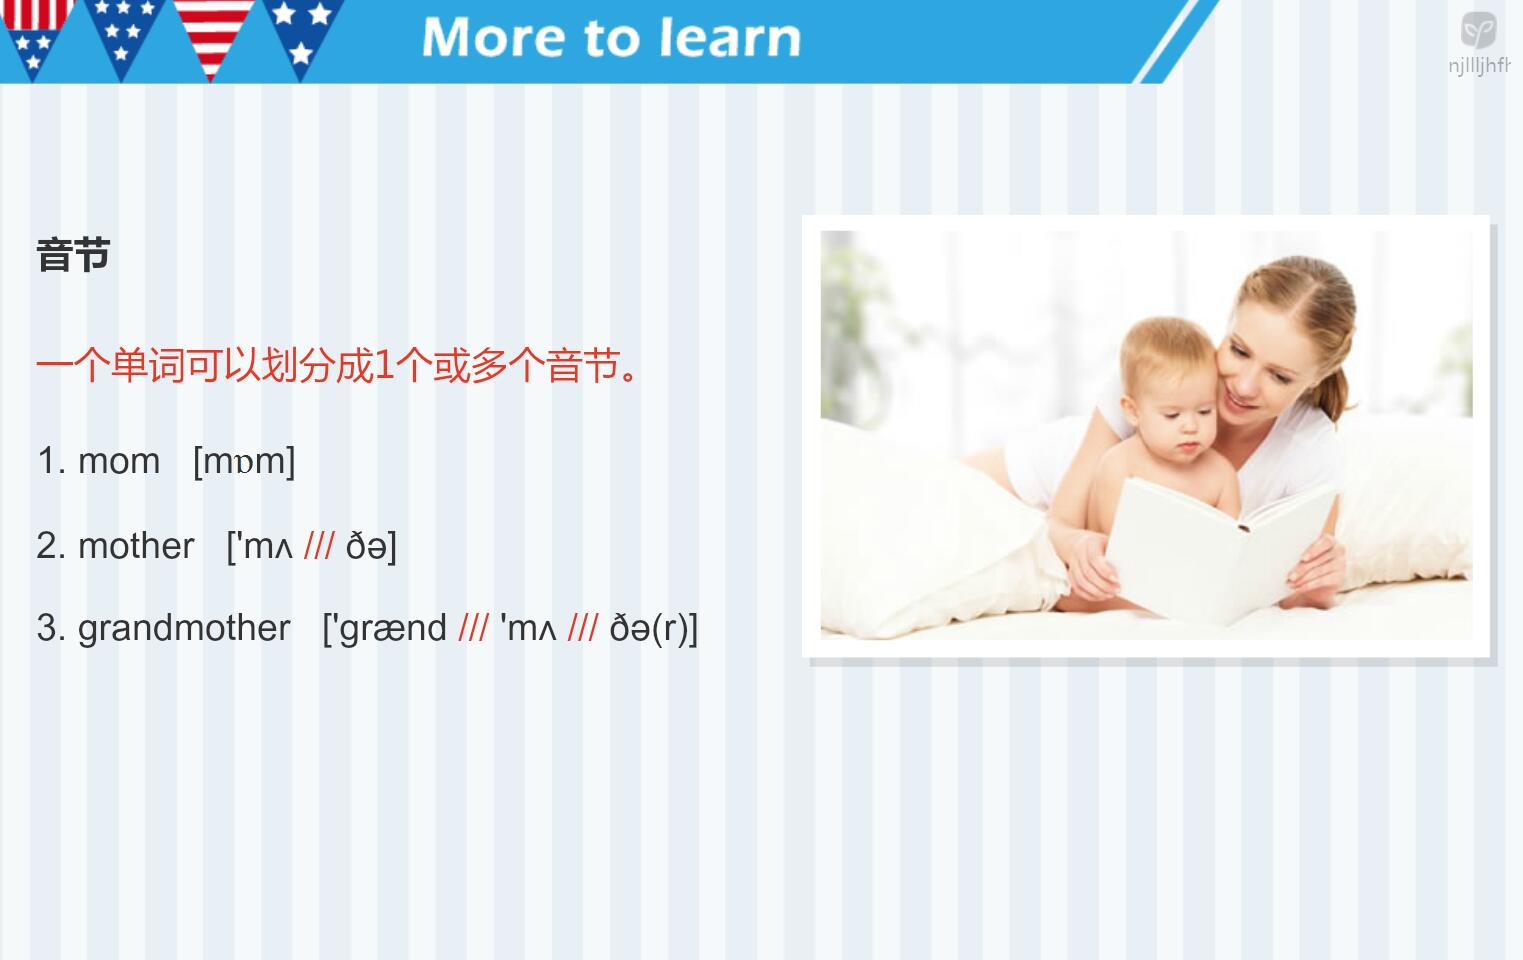 More to learn
njllljhfh
音节
一个单词可以划分成1个或多个音节。
1. mom [mɒm]
2. mother ['mʌ /// ðə]
3. grandmother ['grænd /// 'mʌ /// ðə(r)]